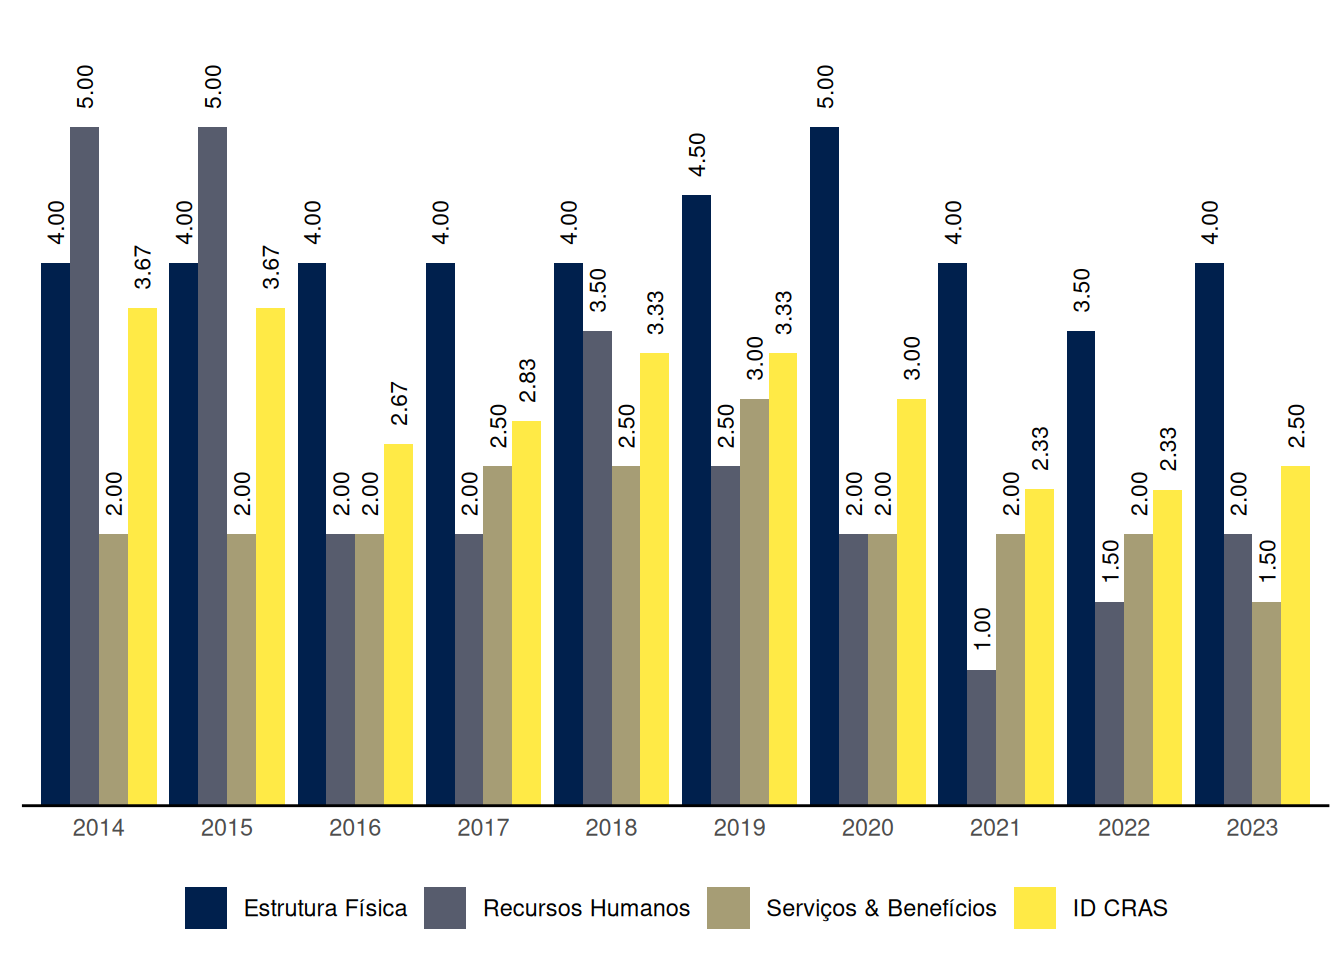 4.00 5.00 2.00 3.67 4.00 5.00 2.00 3.67 4.00 2.00 2.00 2.67 4.00 2.00 2.50 2.83 4.00 3.50 2.50 3.33 4.50 2.50 3.00 3.33 5.00 2.00 2.00 3.00 4.00 1.00 2.00 2.33 3.50 1.50 2.00 2.33 4.00 2.00 1.50 2.50
2014 2015 2016 2017 2018 2019 2020 2021 2022 2023
Estrutura Física Recursos Humanos Serviços & Benefícios ID CRAS